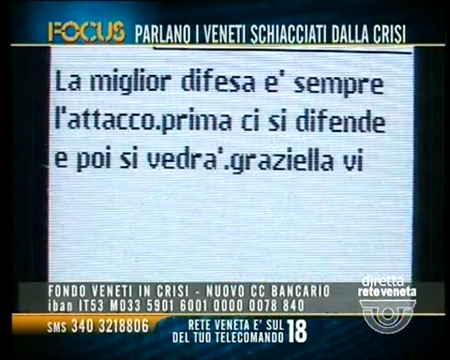 FOCUS PARLANO I VENETI SCHIACCIATI DALLA CRISI
La miglior difesa e' sempre
l'attacco.prima ci si difende
e poi si vedra'.graziella vi
diretta
reteveneta
FONDO VENETI IN CRISI - NUOVO CC BANCARIO
iban IT53 M033 5901 6001 0000 0078 840
SMS 340 3218806
RETE VENETA E' SUL
DEL TUO TELECOMANDO 18